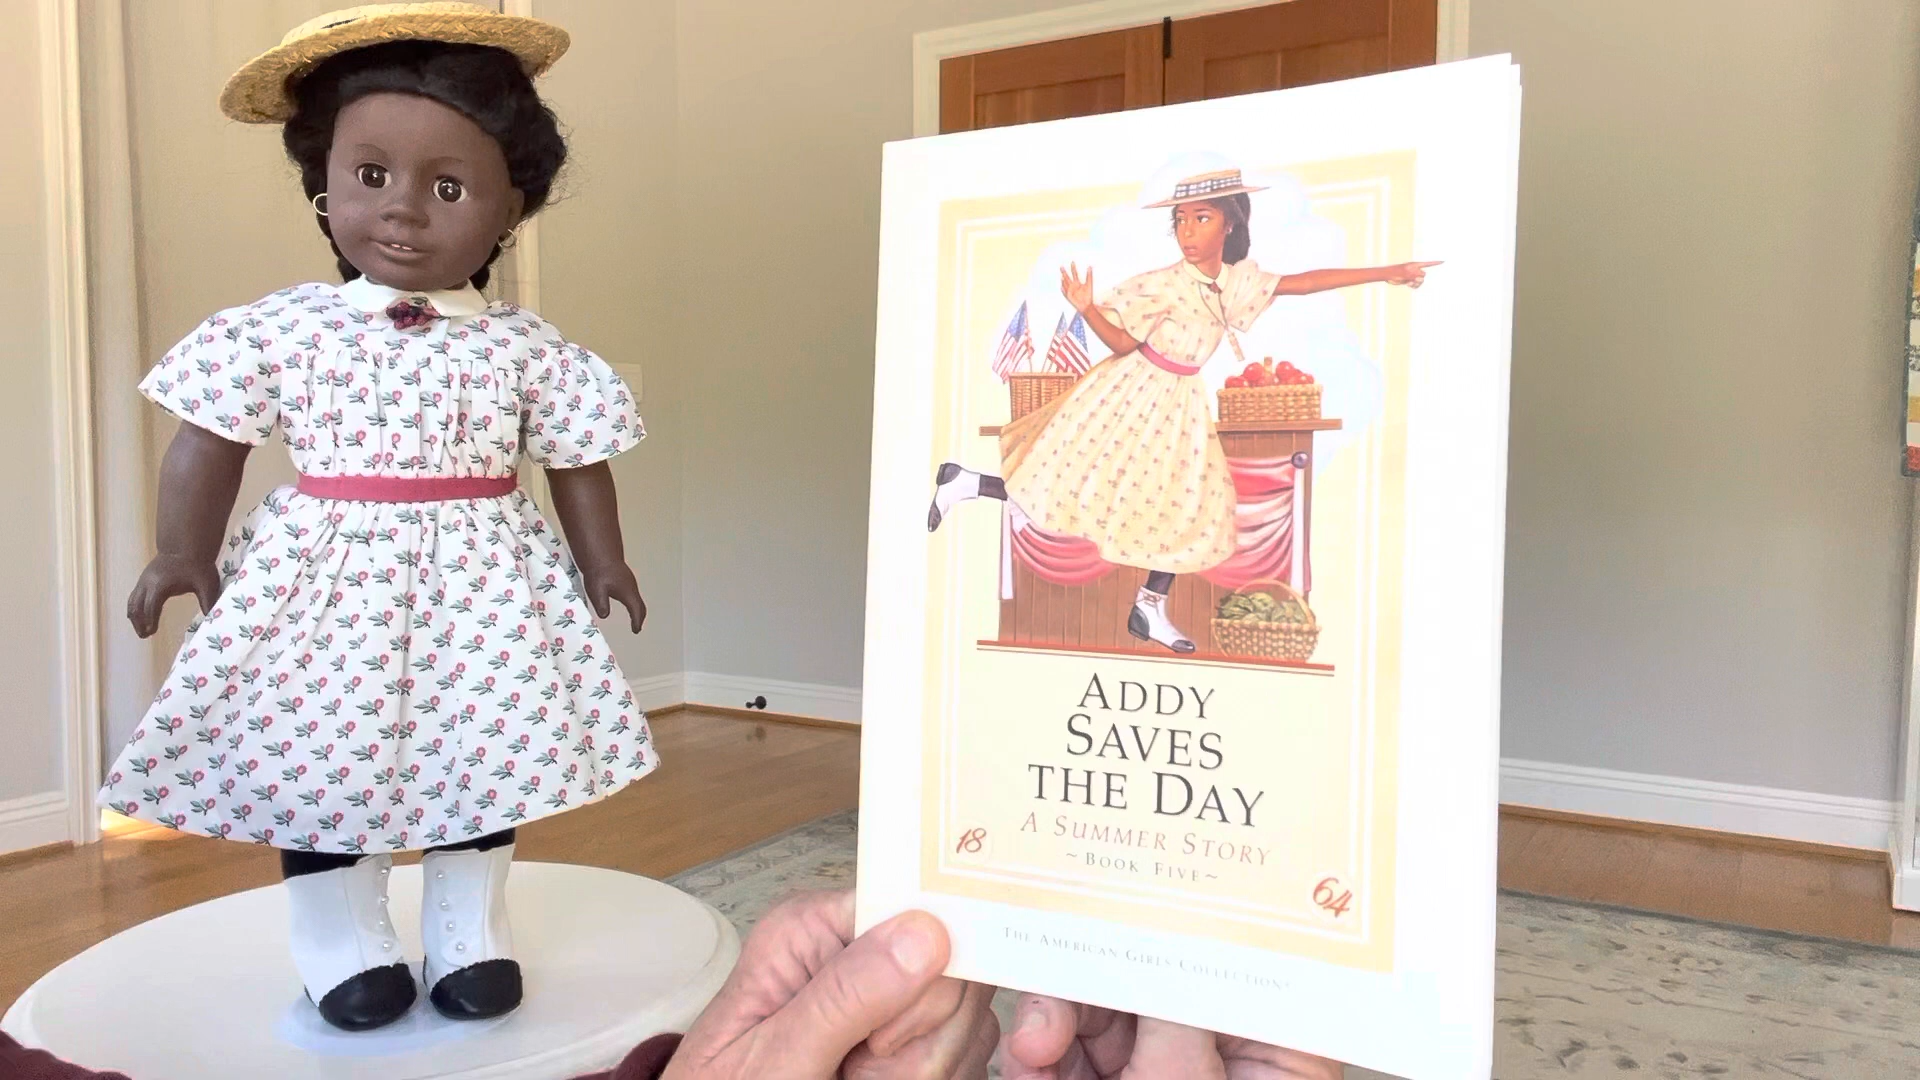 ADDY
SAVES
THE DAY
A SUMMER STORY
~BOOK FIVE~
18 64
THE AMERICAN GIRLS COLLECTION®